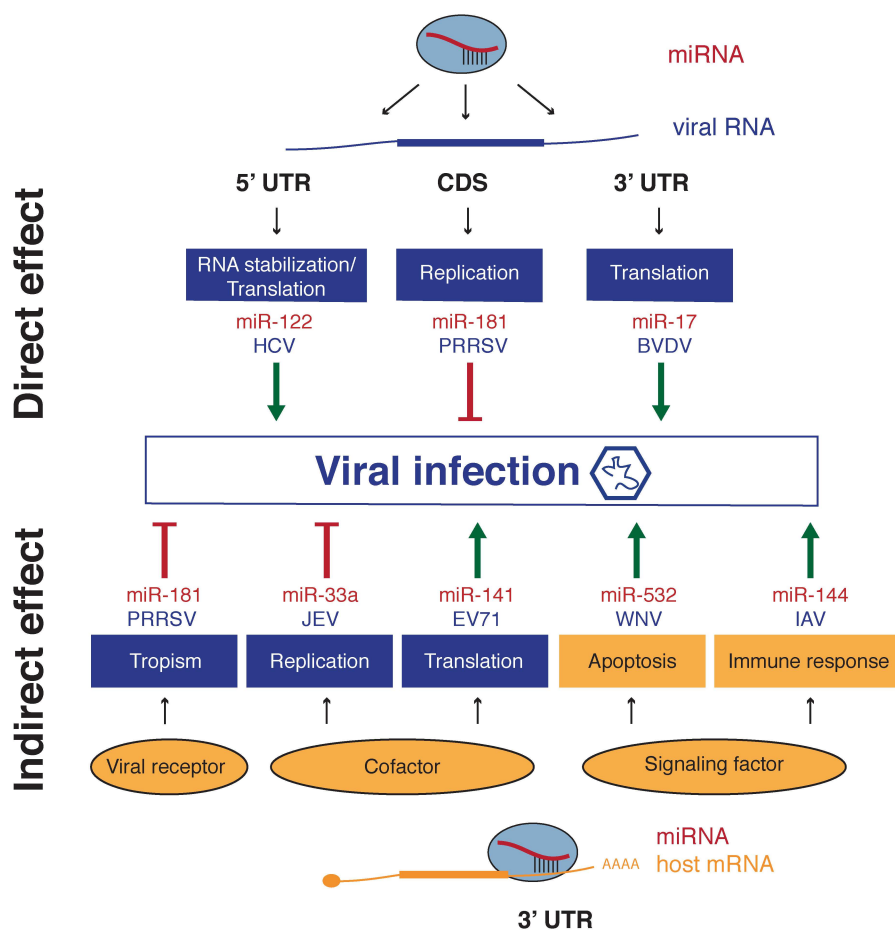 miRNA
viral RNA
5’ UTR
CDS
3’ UTR
Direct effect
RNA stabilization/
Translation
Replication
Translation
miR-122
HCV
miR-181
PRRSV
miR-17
BVDV
Viral infection
Indirect effect
miR-181
PRRSV
miR-33a
JEV
miR-141
EV71
miR-532
WNV
miR-144
IAV
Tropism
Replication
Translation
Apoptosis
Immune response
Viral receptor
Cofactor
Signaling factor
miRNA
AAAA
host mRNA
3’ UTR